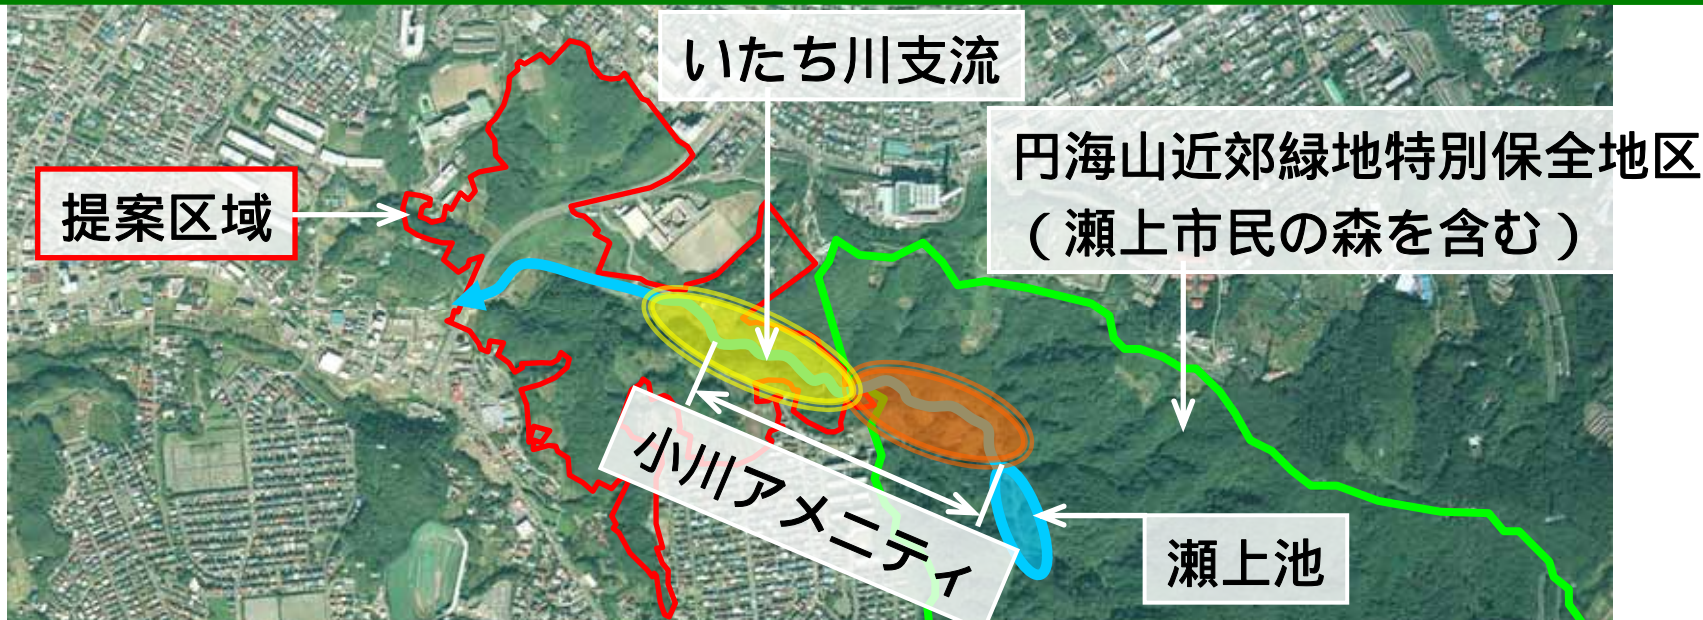 いたち川支流
円海山近郊緑地特別保全地区
（瀬上市民の森を含む）
提案区域
小川アメニティ
瀬上池